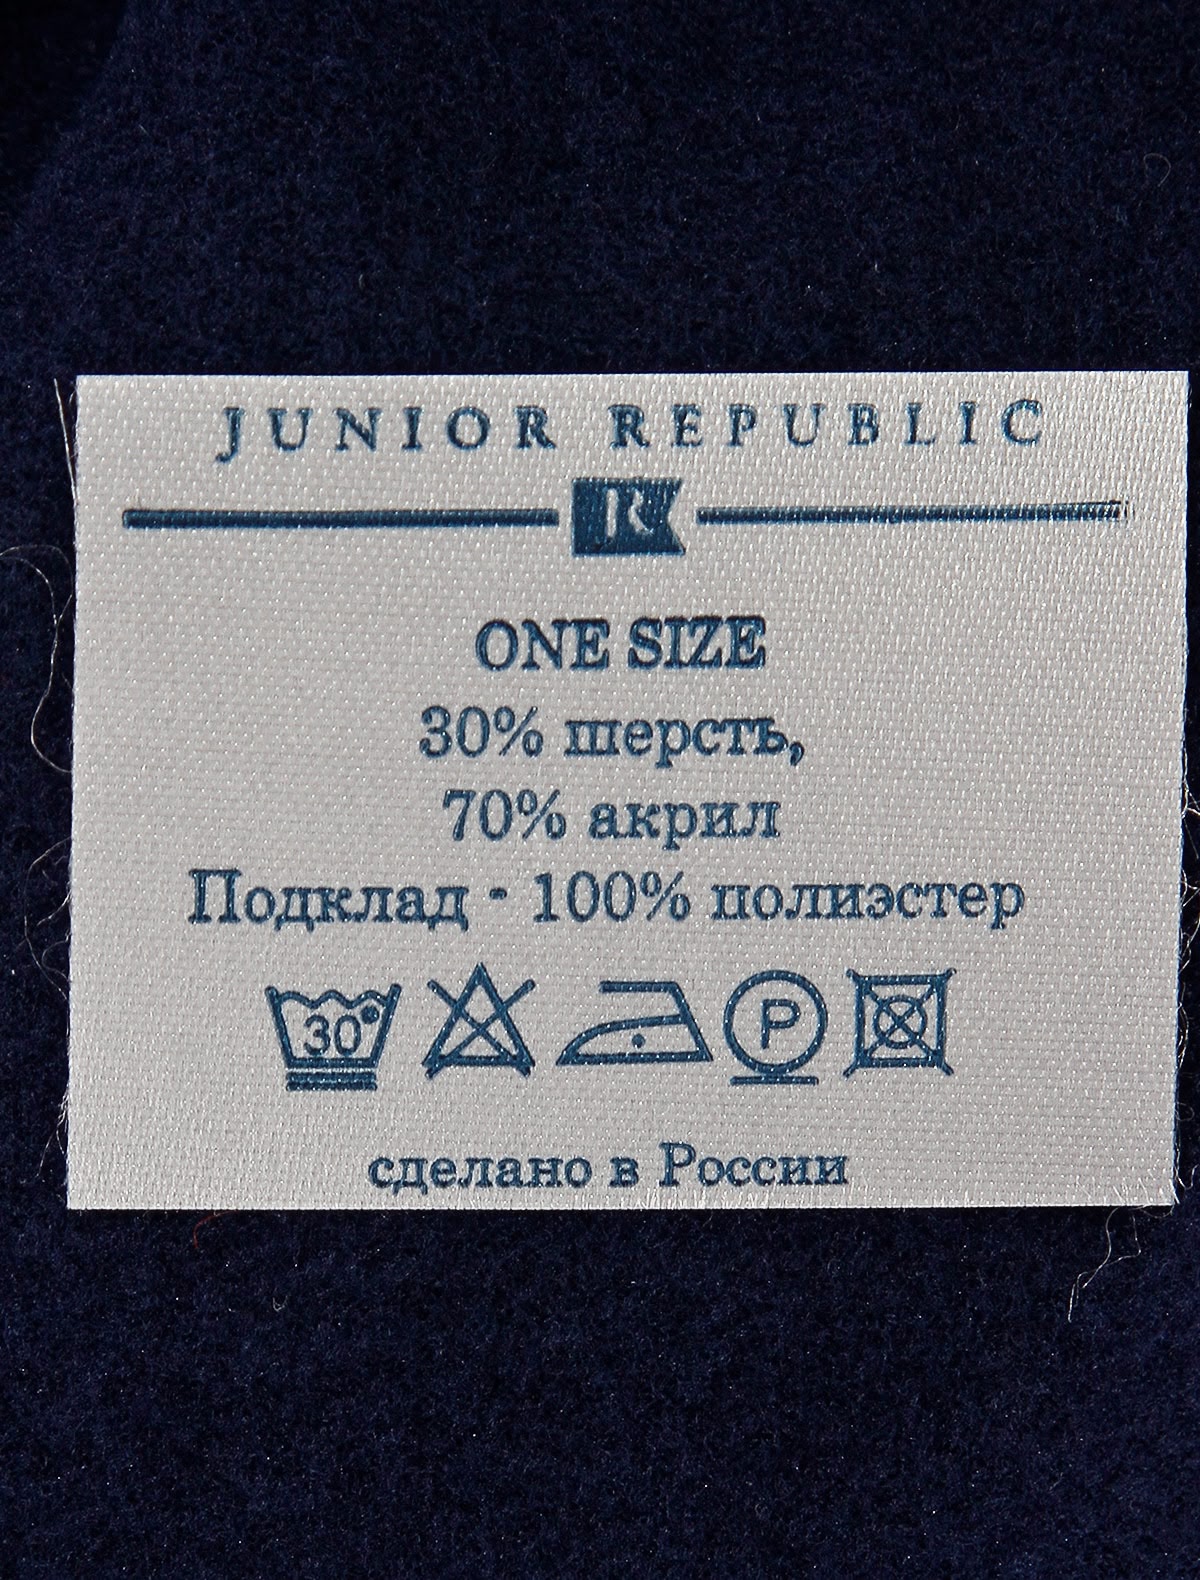 JUNIOR REPUBLIC
R
ONE SIZE
30% шерсть,
70% акрил
Подклад - 100% полиэстер
30° P
сделано в России